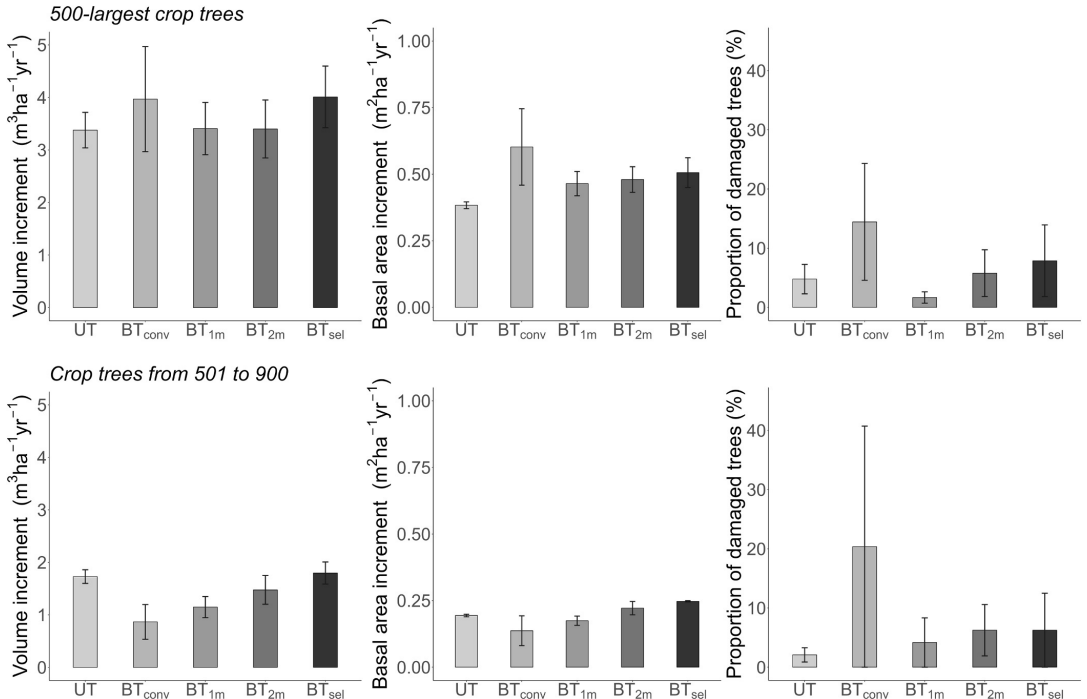 500-largest crop trees
Volume increment (m³ha⁻¹yr⁻¹)
5
4
3
2
1
0
UT BTconv BT1m BT2m BTsel
Basal area increment (m²ha⁻¹yr⁻¹)
1.00
0.75
0.50
0.25
0.00
UT BTconv BT1m BT2m BTsel
Proportion of damaged trees (%)
40
30
20
10
0
UT BTconv BT1m BT2m BTsel
Crop trees from 501 to 900
Volume increment (m³ha⁻¹yr⁻¹)
5
4
3
2
1
0
UT BTconv BT1m BT2m BTsel
Basal area increment (m²ha⁻¹yr⁻¹)
1.00
0.75
0.50
0.25
0.00
UT BTconv BT1m BT2m BTsel
Proportion of damaged trees (%)
40
30
20
10
0
UT BTconv BT1m BT2m BTsel